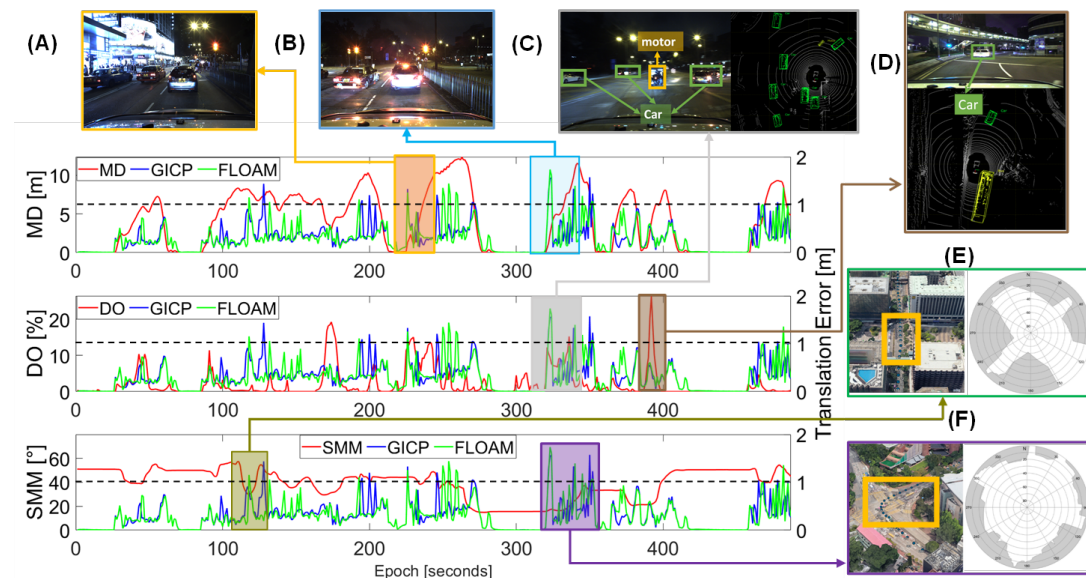 (A)
(B)
(C)
(D)
motor
Car
Car
MD [m]
10
5
0
MD GICP FLOAM
2
1
0
0 100 200 300 400
(E)
DO [%]
20
10
0
DO GICP FLOAM
2
1
0
0 100 200 300 400
Translation Error [m]
(F)
SMM [°]
60
40
20
0
SMM GICP FLOAM
2
1
0
0 100 200 300 400
Epoch [seconds]